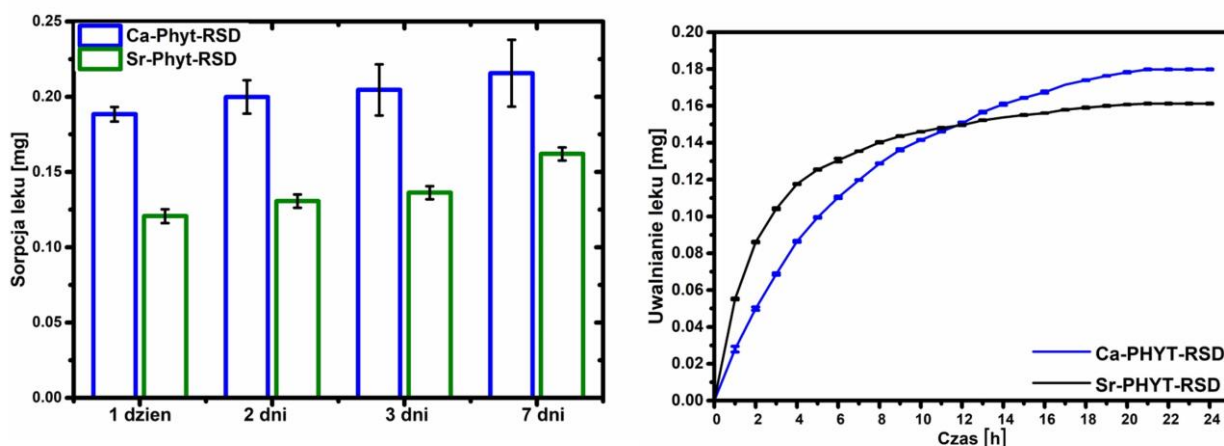 0.25
0.20
0.15
0.10
0.05
0.00
Sorpcja leku [mg]
Ca-Phyt-RSD
Sr-Phyt-RSD
1 dzien 2 dni 3 dni 7 dni
0.20
0.18
0.16
0.14
0.12
0.10
0.08
0.06
0.04
0.02
0.00
Uwalnianie leku [mg]
Ca-PHYT-RSD
Sr-PHYT-RSD
0 2 4 6 8 10 12 14 16 18 20 22 24
Czas [h]